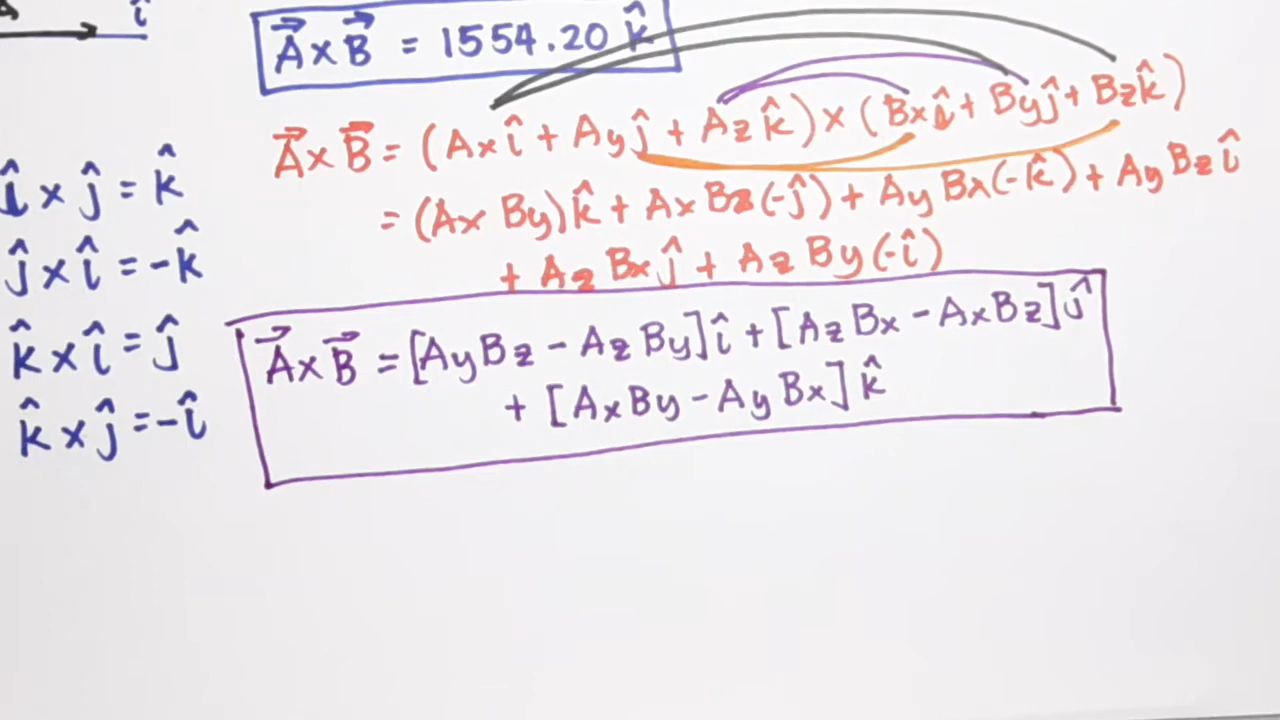 î
A⃗ x B⃗ = 1554.20 k̂
A⃗ x B⃗ = (Ax î + Ay ĵ + Az k̂) x (Bx î + By ĵ + Bz k̂)
= (Ax By) k̂ + Ax Bz (-ĵ) + Ay Bx (-k̂) + Ay Bz î
+ Az Bx ĵ + Az By (-î)
î x ĵ = k̂
ĵ x î = -k̂
k̂ x î = ĵ
k̂ x ĵ = -î
A⃗ x B⃗ = [Ay Bz - Az By] î + [Az Bx - Ax Bz] ĵ
+ [Ax By - Ay Bx] k̂